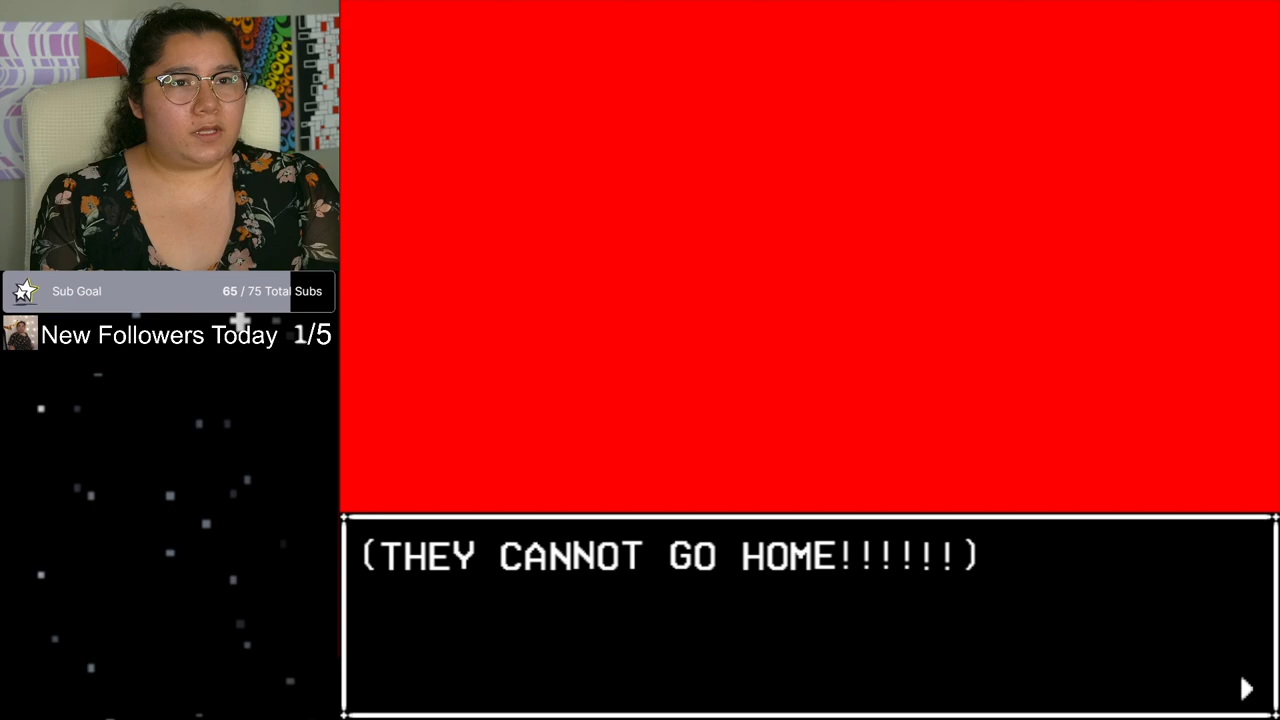 Sub Goal 65 / 75 Total Subs
New Followers Today 1/5
(THEY CANNOT GO HOME!!!!!!)